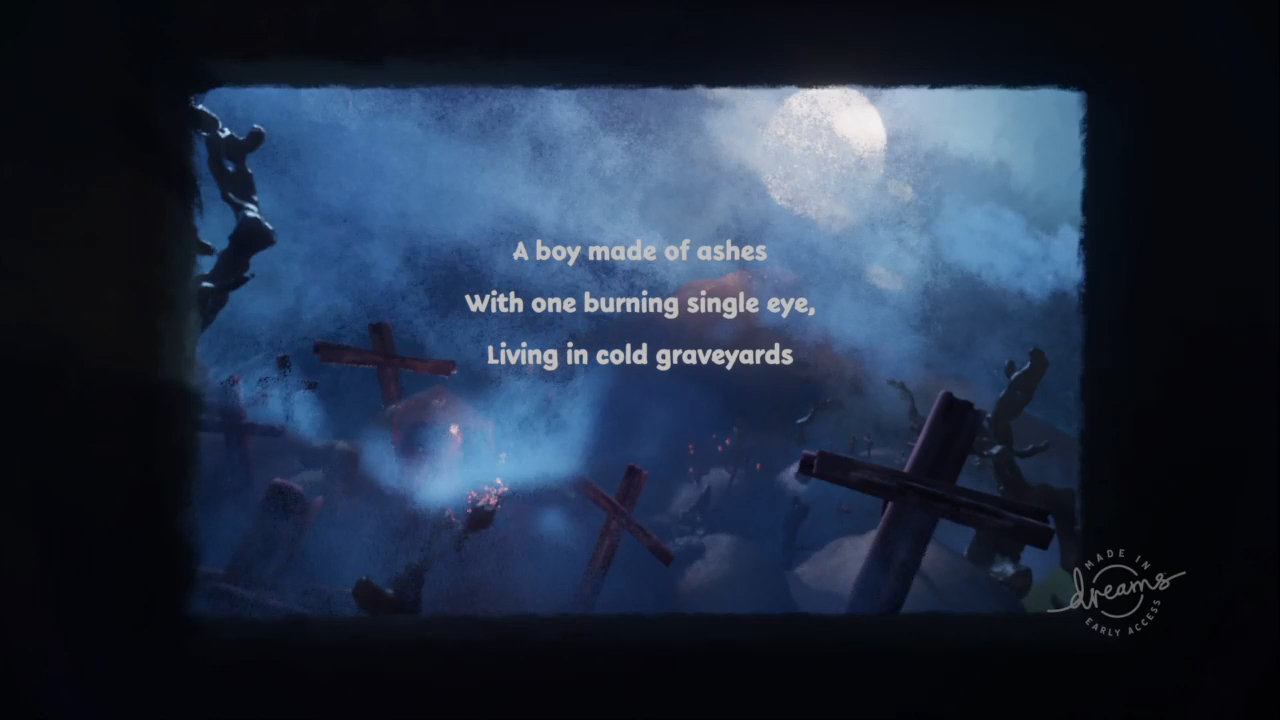 A boy made of ashes
With one burning single eye,
Living in cold graveyards
MADE IN
dreams
EARLY ACCESS